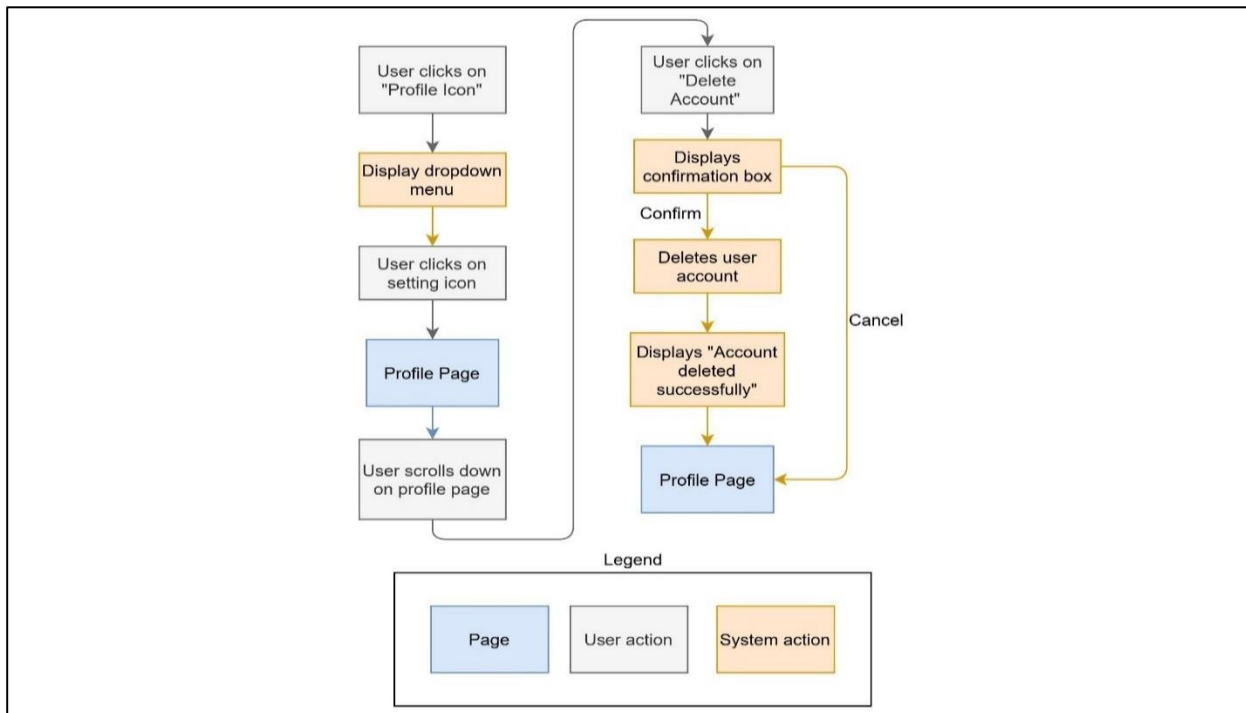 User clicks on
"Profile Icon"
Display dropdown
menu
User clicks on
setting icon
Profile Page
User scrolls down
on profile page
User clicks on
"Delete
Account"
Displays
confirmation box
Confirm
Deletes user
account
Cancel
Displays "Account
deleted
successfully"
Profile Page
Legend
Page
User action
System action